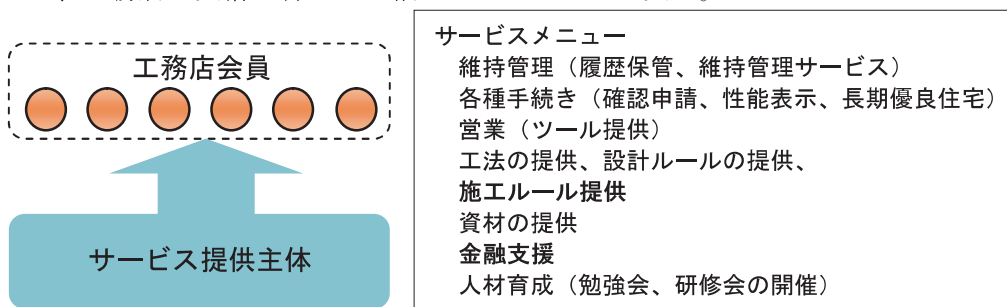 工務店会員
サービス提供主体
サービスメニュー
維持管理（履歴保管、維持管理サービス）
各種手続き（確認申請、性能表示、長期優良住宅）
営業（ツール提供）
工法の提供、設計ルールの提供、
施工ルール提供
資材の提供
金融支援
人材育成（勉強会、研修会の開催）